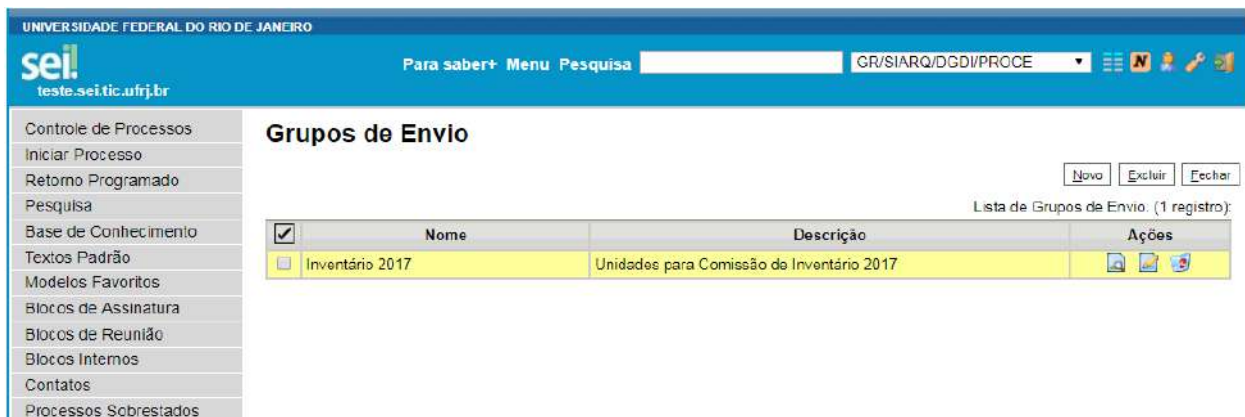 UNIVERSIDADE FEDERAL DO RIO DE JANEIRO
sei!
teste.sei.tic.ufrj.br
Para saber+ Menu Pesquisa
GR/SIARQ/DGDI/PROCE
N
Controle de Processos
Iniciar Processo
Retorno Programado
Pesquisa
Base de Conhecimento
Textos Padrão
Modelos Favoritos
Blocos de Assinatura
Blocos de Reunião
Blocos Internos
Contatos
Processos Sobrestados
Grupos de Envio
Novo Excluir Fechar
Lista de Grupos de Envio: (1 registro):
Nome Descrição Ações
Inventário 2017 Unidades para Comissão de Inventário 2017